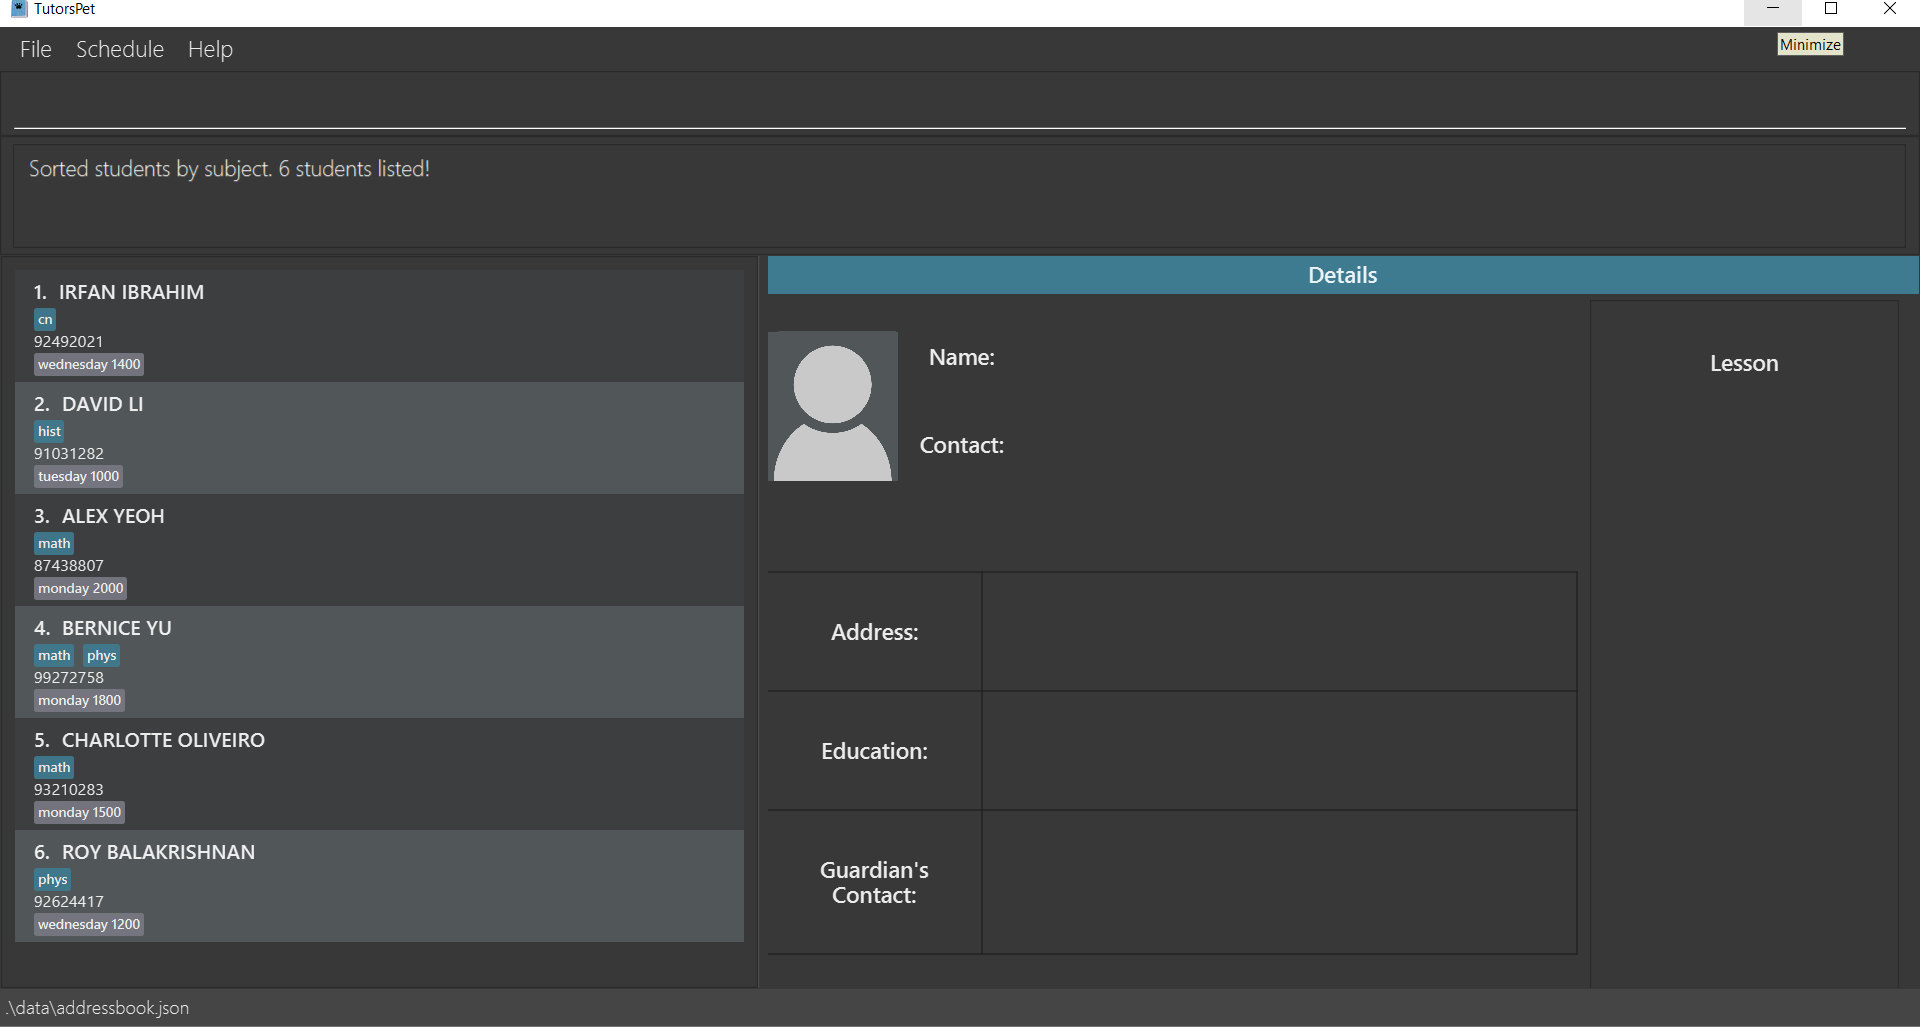 TutorsPet
File Schedule Help
Minimize
Sorted students by subject. 6 students listed!
1. IRFAN IBRAHIM
cn
92492021
wednesday 1400
2. DAVID LI
hist
91031282
tuesday 1000
3. ALEX YEOH
math
87438807
monday 2000
4. BERNICE YU
math phys
99272758
monday 1800
5. CHARLOTTE OLIVEIRO
math
93210283
monday 1500
6. ROY BALAKRISHNAN
phys
92624417
wednesday 1200
Details
Name:
Contact:
Address:
Education:
Guardian's
Contact:
Lesson
.\data\addressbook.json